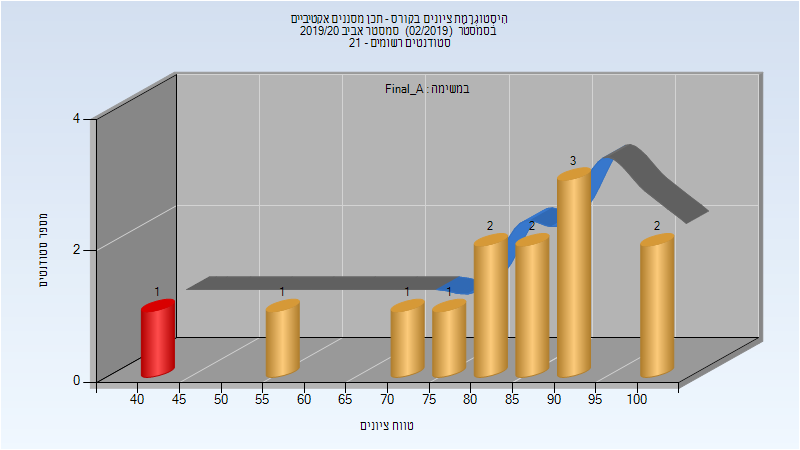 היסטוגרמת ציונים בקורס - תכן מסננים אקטיביים
בסמסטר (02/2019) סמסטר אביב 2019/20
סטודנטים רשומים - 21
במשימה : Final_A
מספר סטודנטים
4
2
0
1
1
1
1
2
2
3
2
40 45 50 55 60 65 70 75 80 85 90 95 100
טווח ציונים